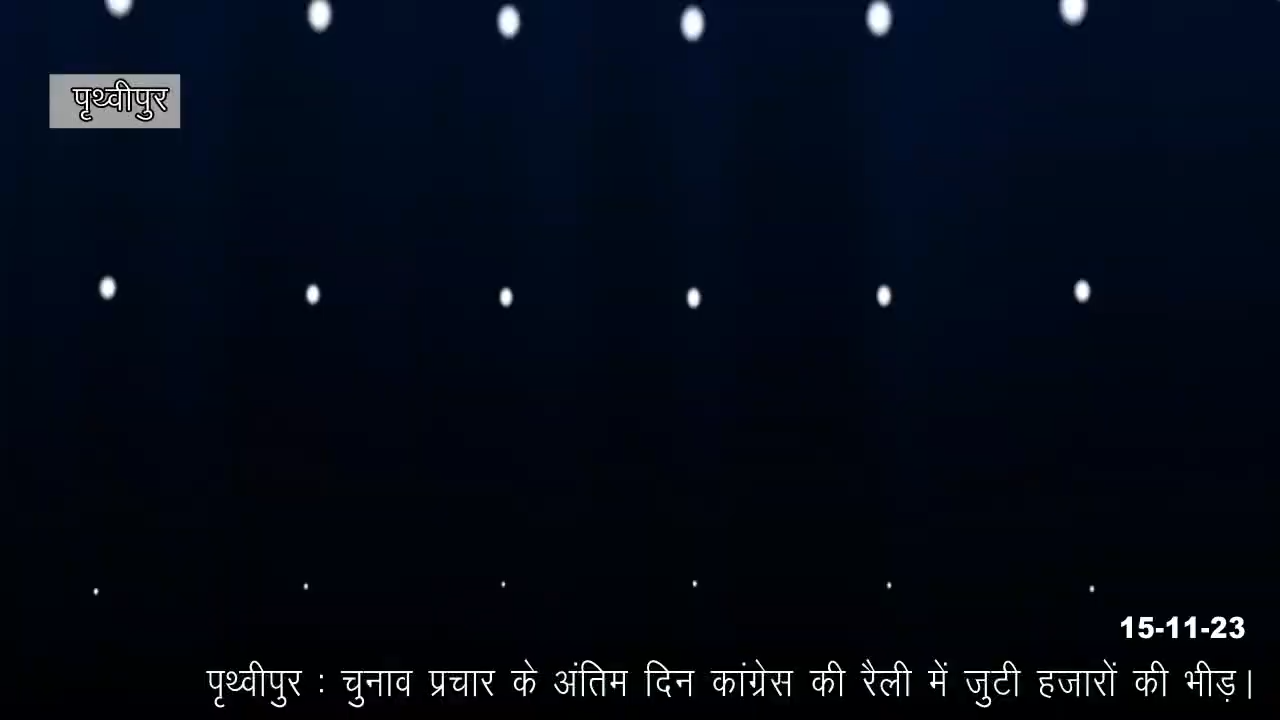 पृथ्वीपुर
15-11-23
पृथ्वीपुर : चुनाव प्रचार के अंतिम दिन कांग्रेस की रैली में जुटी हजारों की भीड़।